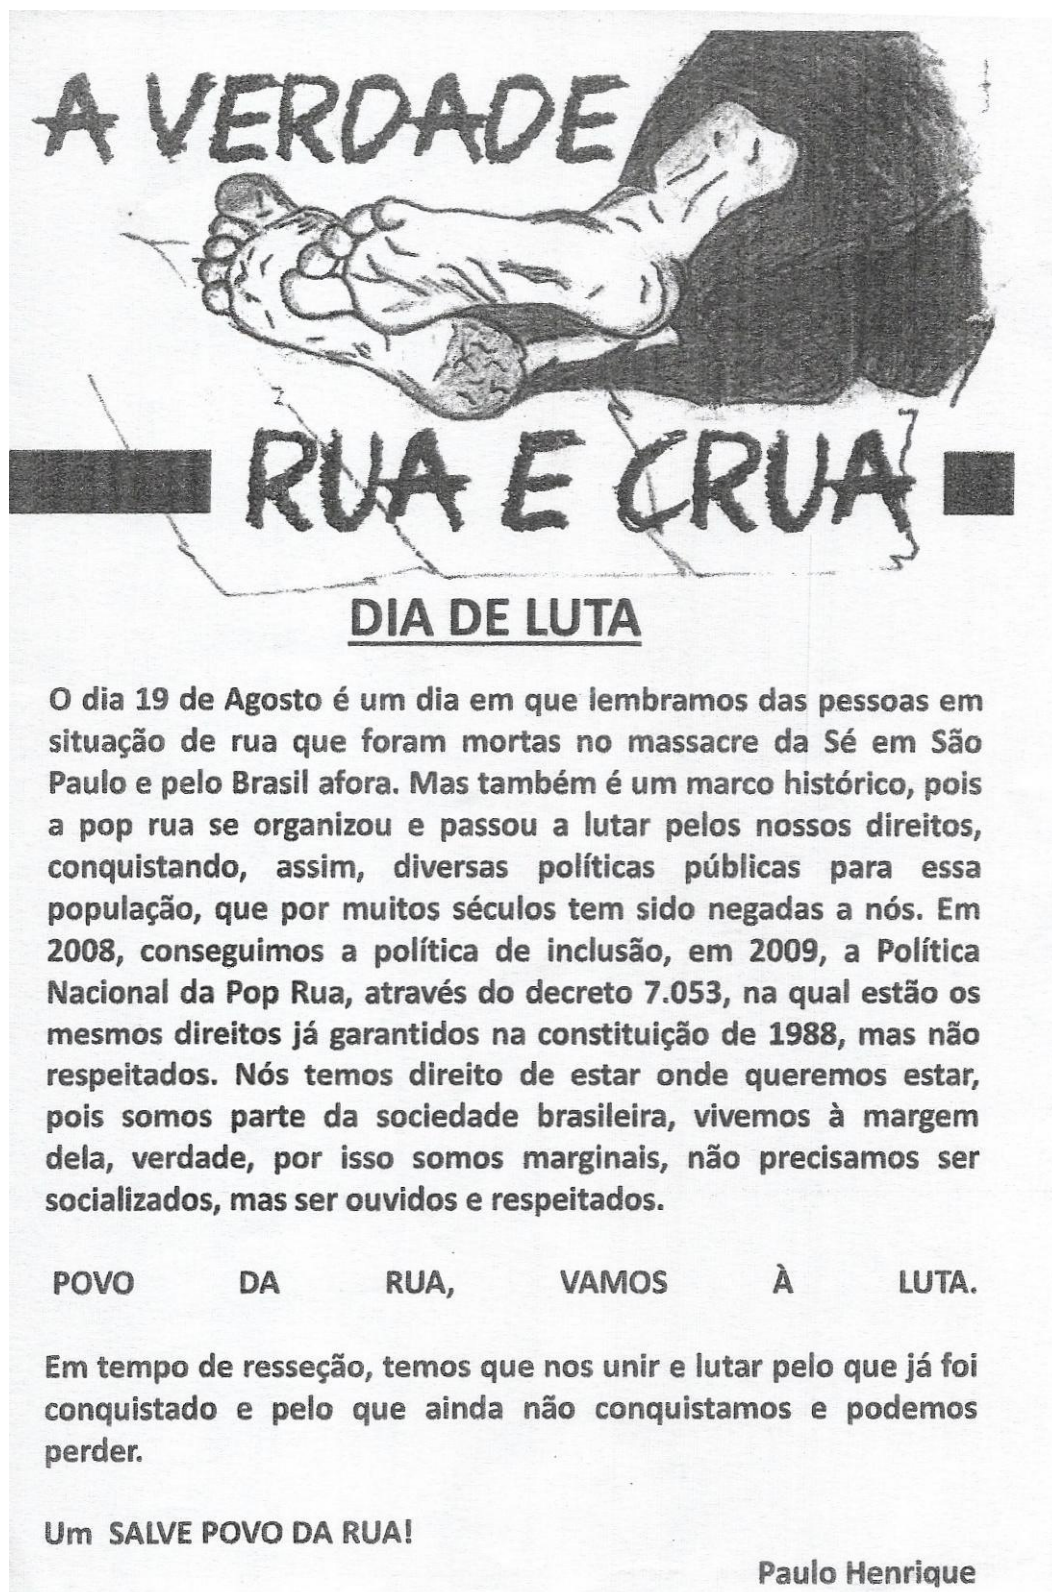 A VERDADE
RUA E CRUA
DIA DE LUTA
O dia 19 de Agosto é um dia em que lembramos das pessoas em
situação de rua que foram mortas no massacre da Sé em São
Paulo e pelo Brasil afora. Mas também é um marco histórico, pois
a pop rua se organizou e passou a lutar pelos nossos direitos,
conquistando, assim, diversas políticas públicas para essa
população, que por muitos séculos tem sido negadas a nós. Em
2008, conseguimos a política de inclusão, em 2009, a Política
Nacional da Pop Rua, através do decreto 7.053, na qual estão os
mesmos direitos já garantidos na constituição de 1988, mas não
respeitados. Nós temos direito de estar onde queremos estar,
pois somos parte da sociedade brasileira, vivemos à margem
dela, verdade, por isso somos marginais, não precisamos ser
socializados, mas ser ouvidos e respeitados.
POVO DA RUA, VAMOS À LUTA.
Em tempo de resseção, temos que nos unir e lutar pelo que já foi
conquistado e pelo que ainda não conquistamos e podemos
perder.
Um SALVE POVO DA RUA!
Paulo Henrique